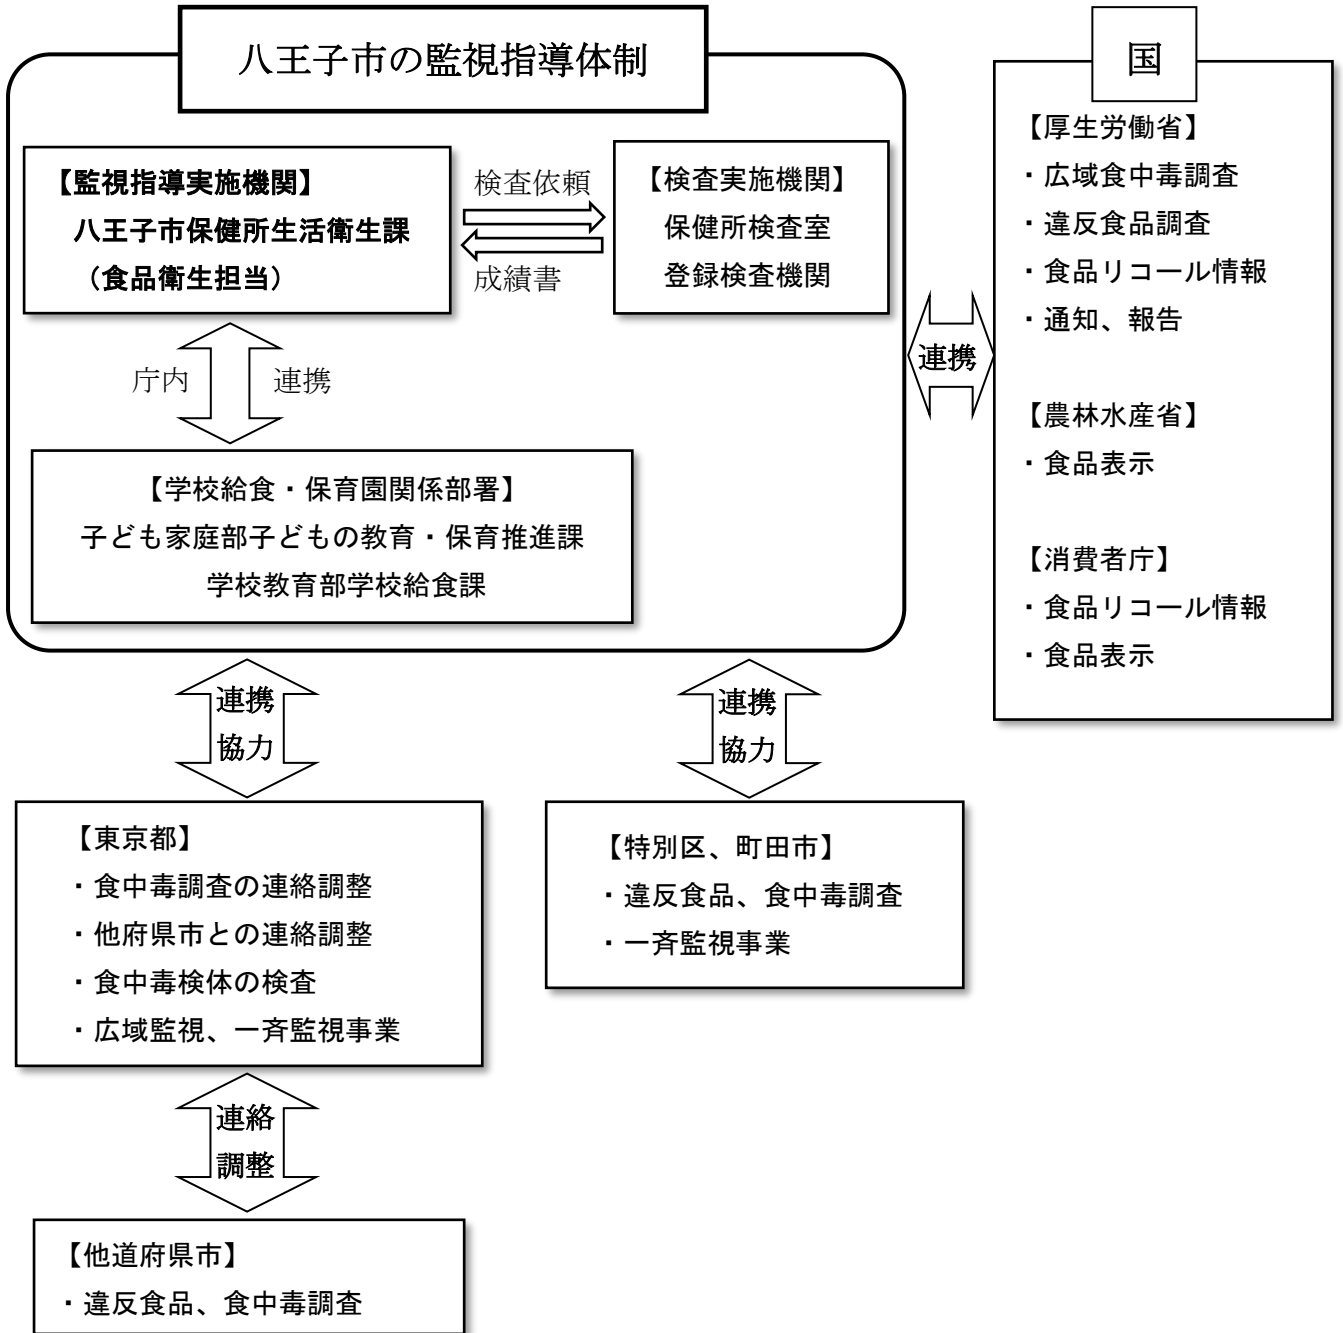 八王子市の監視指導体制
【監視指導実施機関】
八王子市保健所生活衛生課
（食品衛生担当）
検査依頼
成績書
【検査実施機関】
保健所検査室
登録検査機関
庁内 連携
【学校給食・保育園関係部署】
子ども家庭部子どもの教育・保育推進課
学校教育部学校給食課
連携
国
【厚生労働省】
・広域食中毒調査
・違反食品調査
・食品リコール情報
・通知、報告
【農林水産省】
・食品表示
【消費者庁】
・食品リコール情報
・食品表示
連携
協力
連携
協力
【東京都】
・食中毒調査の連絡調整
・他府県市との連絡調整
・食中毒検体の検査
・広域監視、一斉監視事業
【特別区、町田市】
・違反食品、食中毒調査
・一斉監視事業
連絡
調整
【他道府県市】
・違反食品、食中毒調査